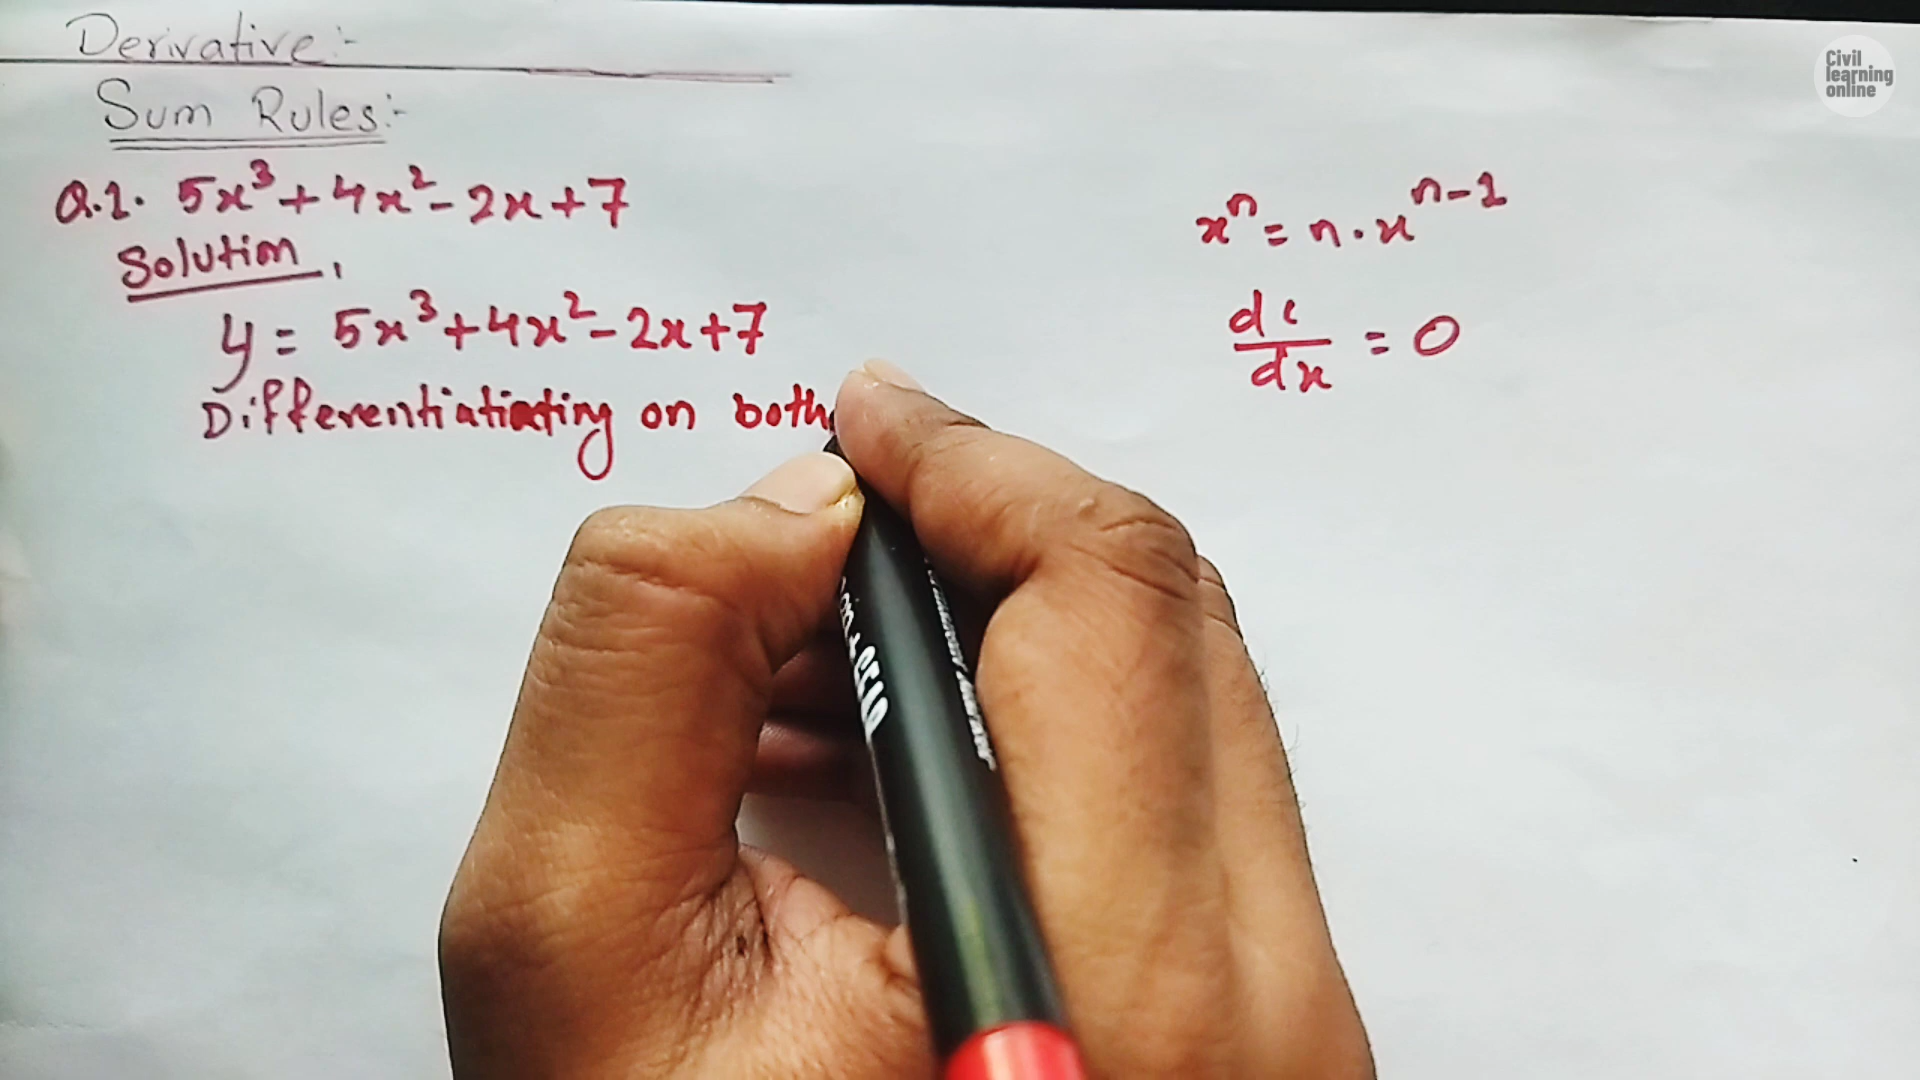 Derivative:-
Sum Rules:-
Q.1. 5x³+4x²-2x+7
Solution,
y = 5x³+4x²-2x+7
Differentiatiating on both
xⁿ = n·xⁿ⁻¹
dc/dx = 0
Civil
learning
online